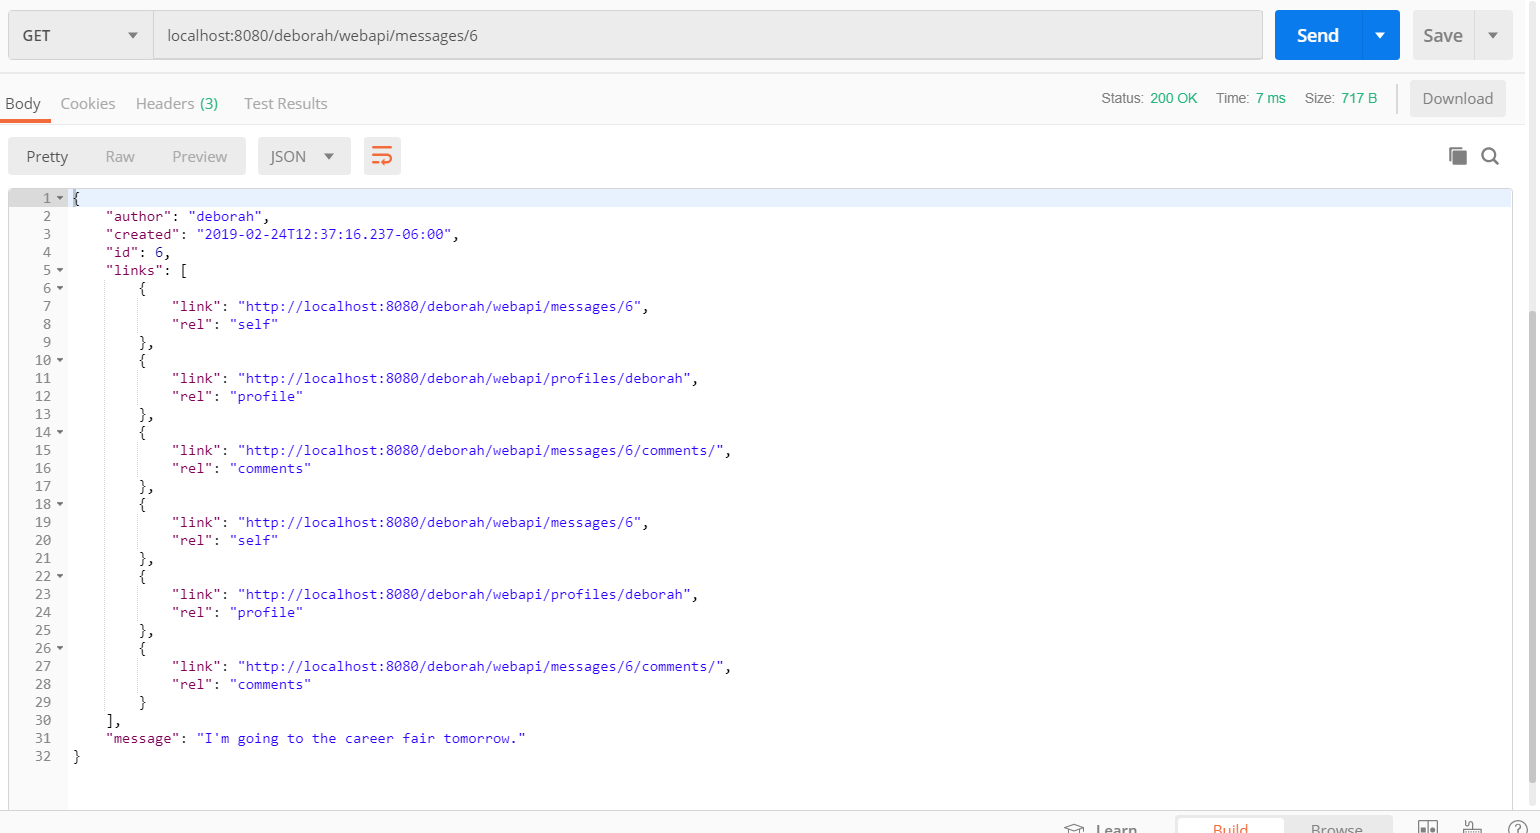 GET localhost:8080/deborah/webapi/messages/6 Send Save
Body Cookies Headers (3) Test Results Status: 200 OK Time: 7 ms Size: 717 B Download
Pretty Raw Preview JSON
1 {
2 "author": "deborah",
3 "created": "2019-02-24T12:37:16.237-06:00",
4 "id": 6,
5 "links": [
6 {
7 "link": "http://localhost:8080/deborah/webapi/messages/6",
8 "rel": "self"
9 },
10 {
11 "link": "http://localhost:8080/deborah/webapi/profiles/deborah",
12 "rel": "profile"
13 },
14 {
15 "link": "http://localhost:8080/deborah/webapi/messages/6/comments/",
16 "rel": "comments"
17 },
18 {
19 "link": "http://localhost:8080/deborah/webapi/messages/6",
20 "rel": "self"
21 },
22 {
23 "link": "http://localhost:8080/deborah/webapi/profiles/deborah",
24 "rel": "profile"
25 },
26 {
27 "link": "http://localhost:8080/deborah/webapi/messages/6/comments/",
28 "rel": "comments"
29 }
30 ],
31 "message": "I'm going to the career fair tomorrow."
32 }
Learn Build Browse